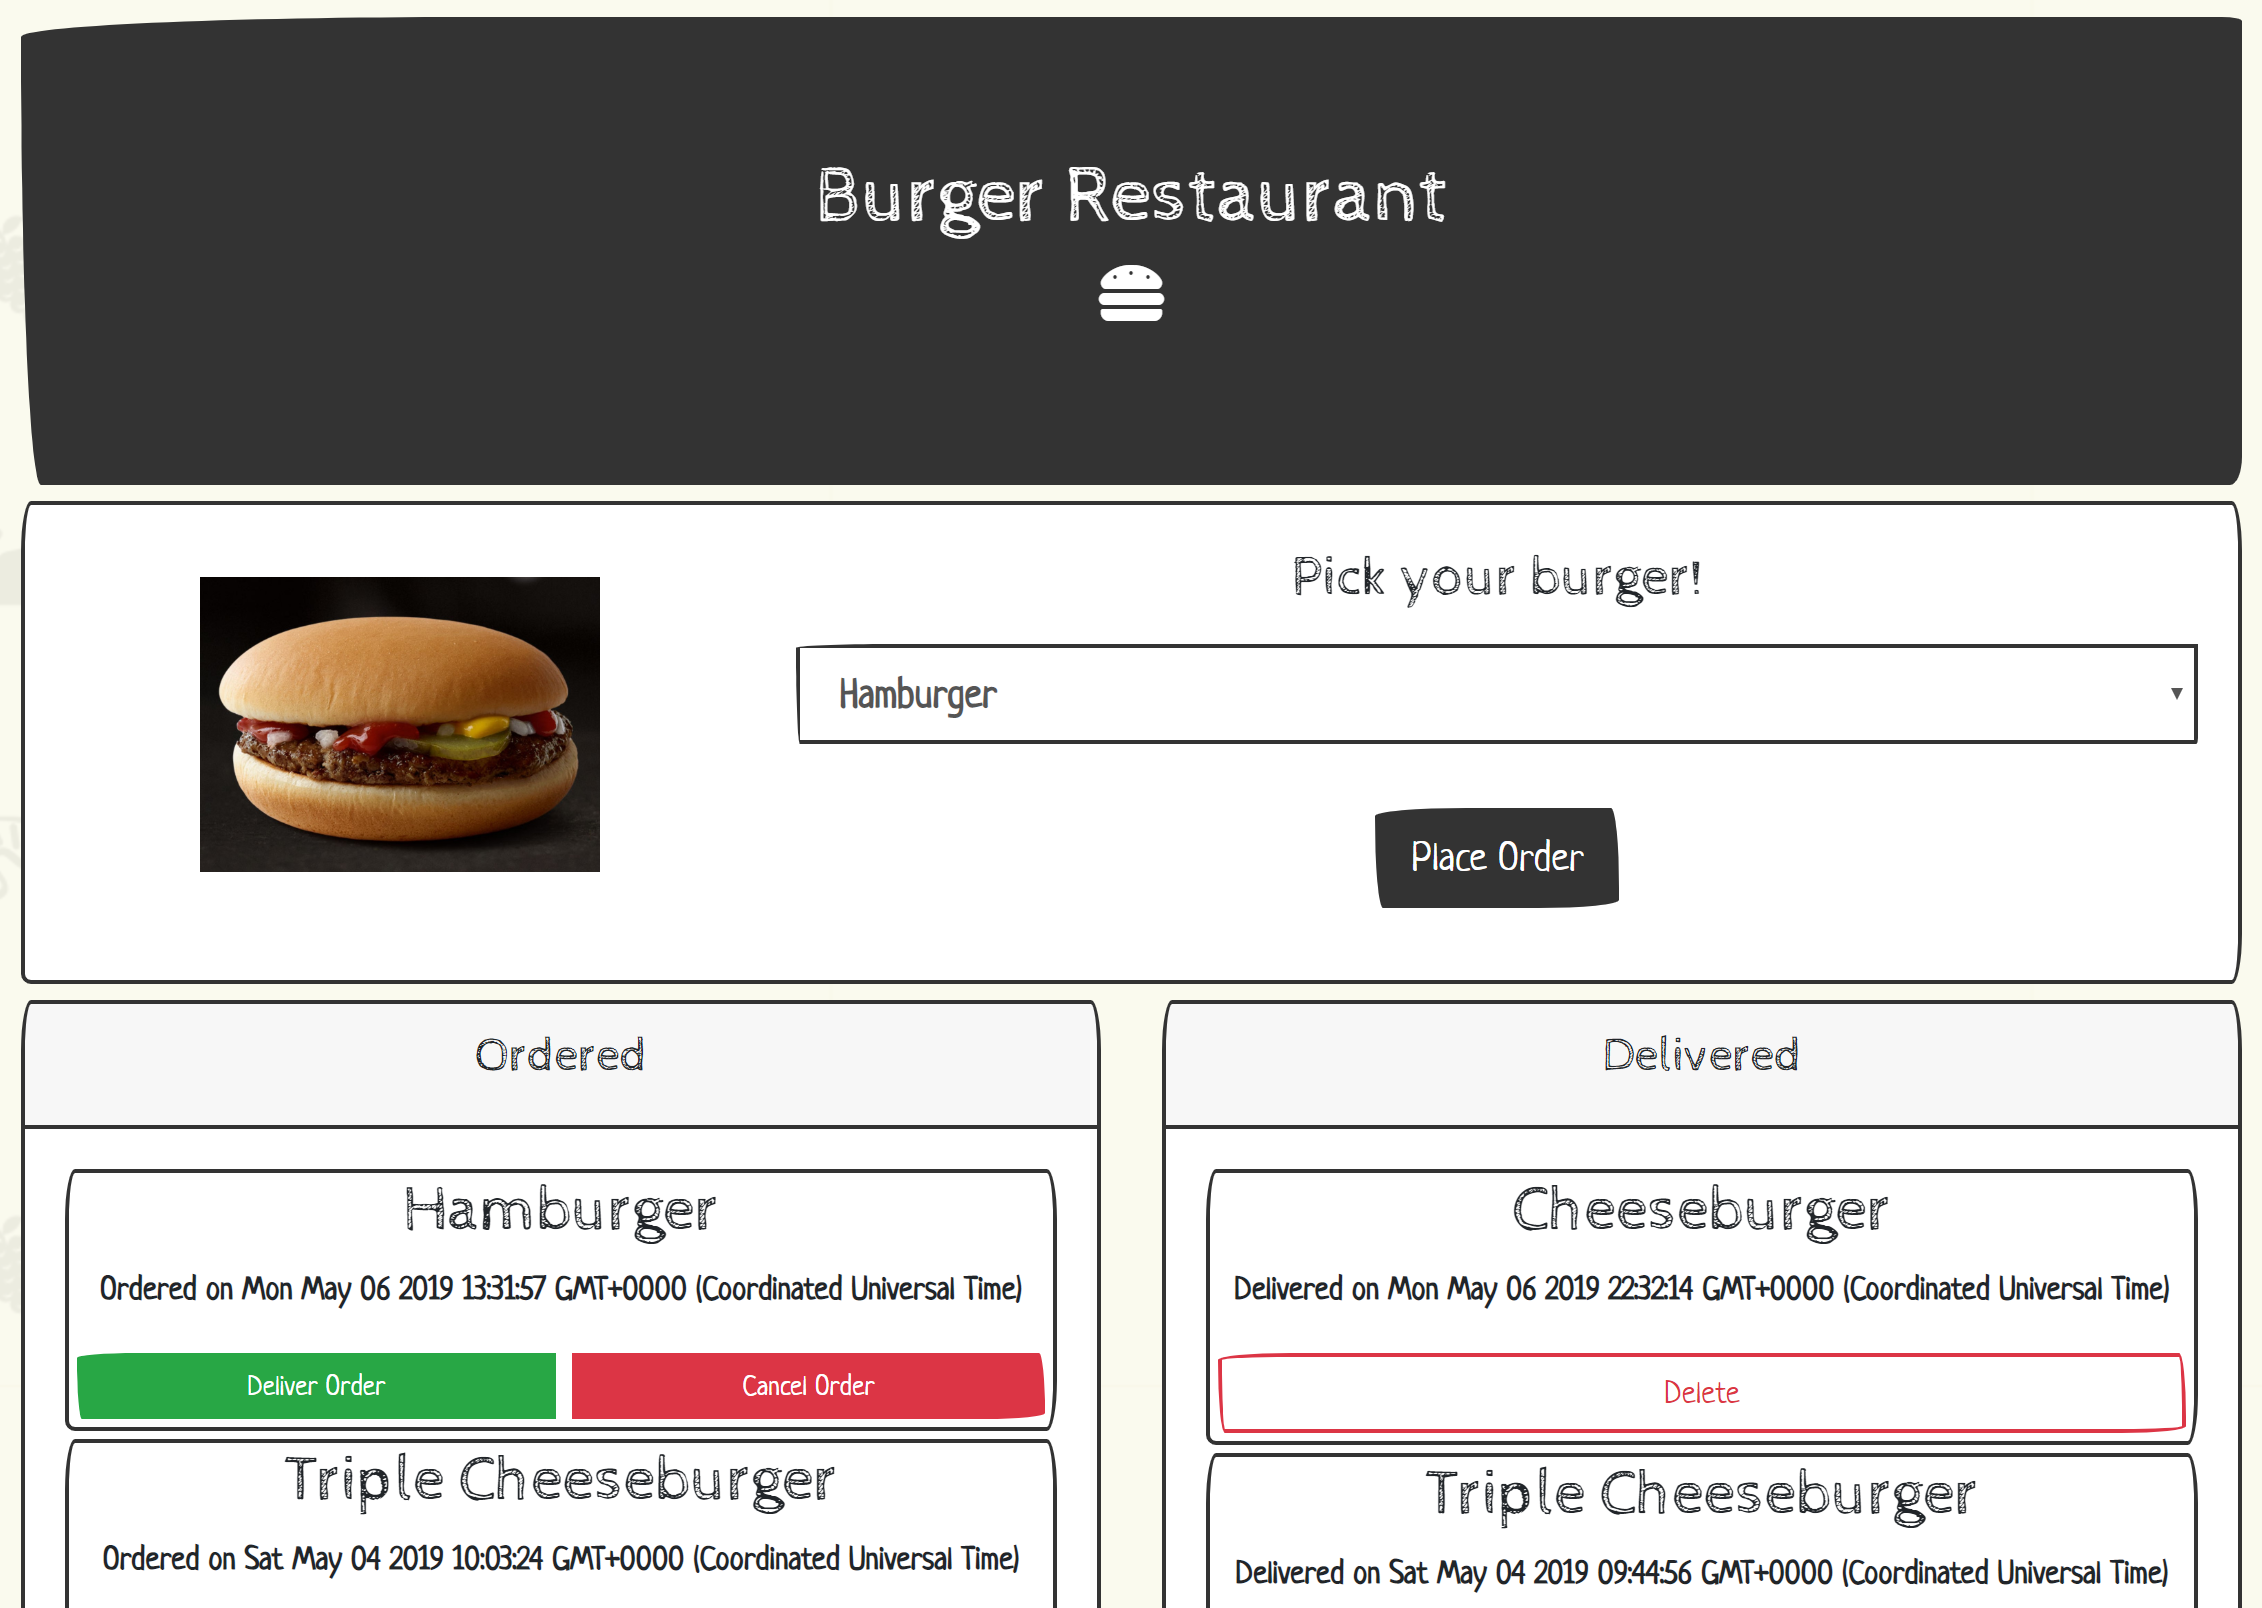 Burger Restaurant
Pick your burger!
Hamburger
Place Order
Ordered
Hamburger
Ordered on Mon May 06 2019 13:31:57 GMT+0000 (Coordinated Universal Time)
Deliver Order
Cancel Order
Triple Cheeseburger
Ordered on Sat May 04 2019 10:03:24 GMT+0000 (Coordinated Universal Time)
Delivered
Cheeseburger
Delivered on Mon May 06 2019 22:32:14 GMT+0000 (Coordinated Universal Time)
Delete
Triple Cheeseburger
Delivered on Sat May 04 2019 09:44:56 GMT+0000 (Coordinated Universal Time)